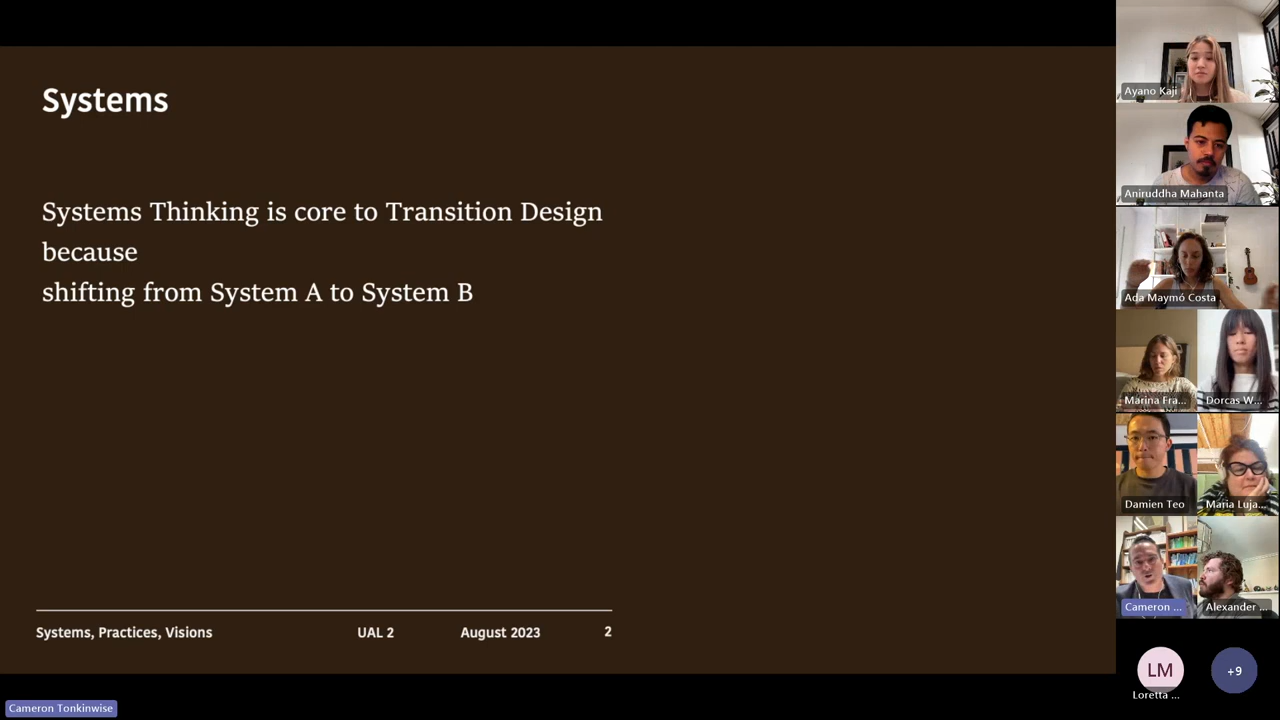 Systems
Systems Thinking is core to Transition Design
because
shifting from System A to System B
Systems, Practices, Visions UAL 2 August 2023 2
Cameron Tonkinwise
Ayano Kaji
Aniruddha Mahanta
Ada Maymó Costa
Marina Fra... Dorcas W...
Damien Teo Maria Luja...
Cameron ... Alexander ...
LM +9
Loretta ...